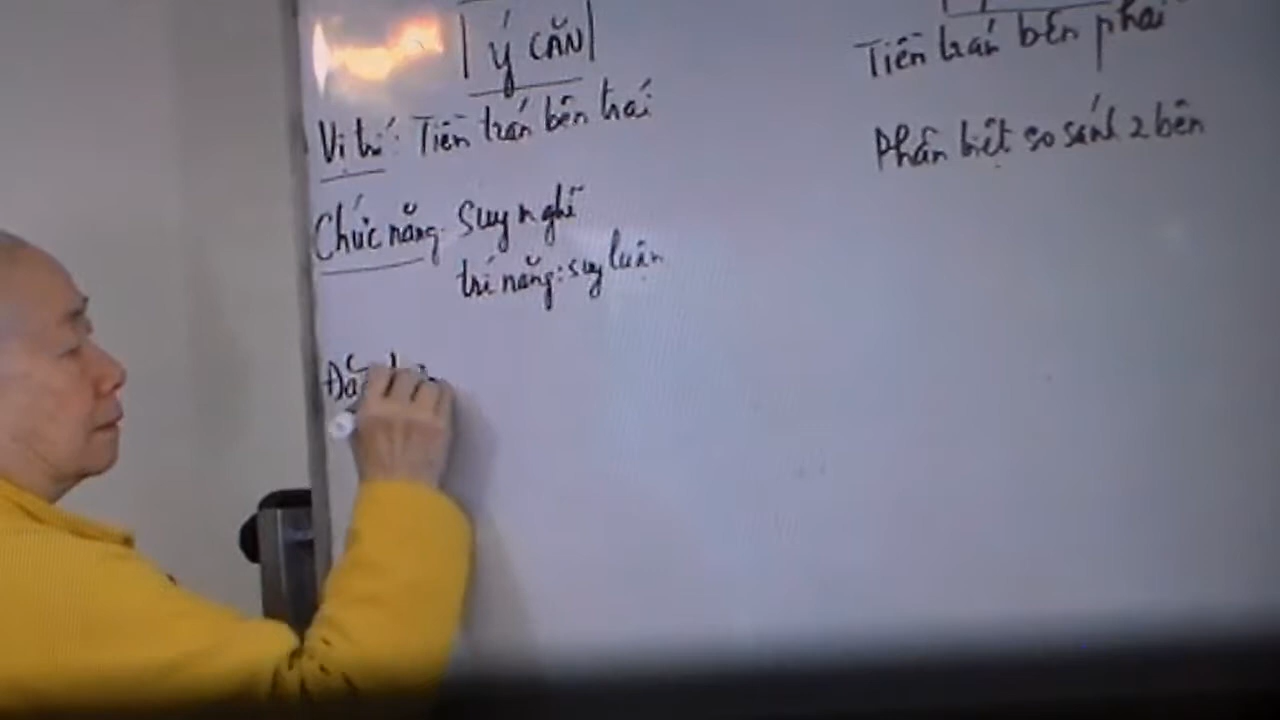 Ý CĂN
Vị trí: Tiền trán bên trái
Chức năng: Suy nghĩ
trí năng: suy luận
Đặ
Tiền trán bên phải
Phân biệt so sánh 2 bên